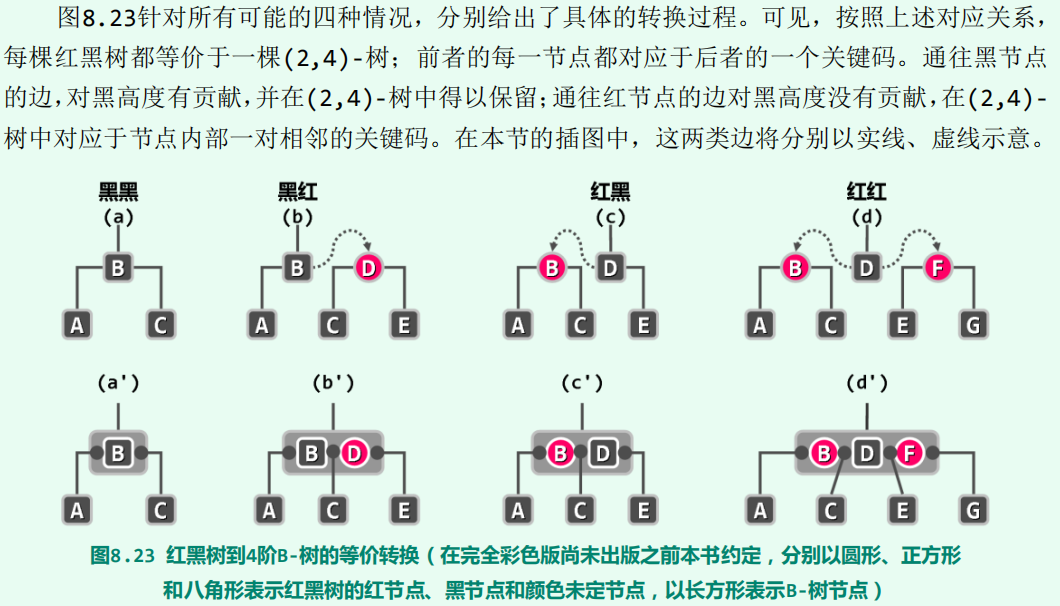 图8.23针对所有可能的四种情况，分别给出了具体的转换过程。可见，按照上述对应关系，
每棵红黑树都等价于一棵(2,4)-树；前者的每一节点都对应于后者的一个关键码。通往黑节点
的边，对黑高度有贡献，并在(2,4)-树中得以保留；通往红节点的边对黑高度没有贡献，在(2,4)-
树中对应于节点内部一对相邻的关键码。在本节的插图中，这两类边将分别以实线、虚线示意。
黑黑 黑红 红黑 红红
(a) (b) (c) (d)
B B D B D B D F
A C A C E A C E A C E G
(a') (b') (c') (d')
B B D B D B D F
A C A C E A C E A C E G
图8.23 红黑树到4阶B-树的等价转换（在完全彩色版尚未出版之前本书约定，分别以圆形、正方形
和八角形表示红黑树的红节点、黑节点和颜色未定节点，以长方形表示B-树节点）